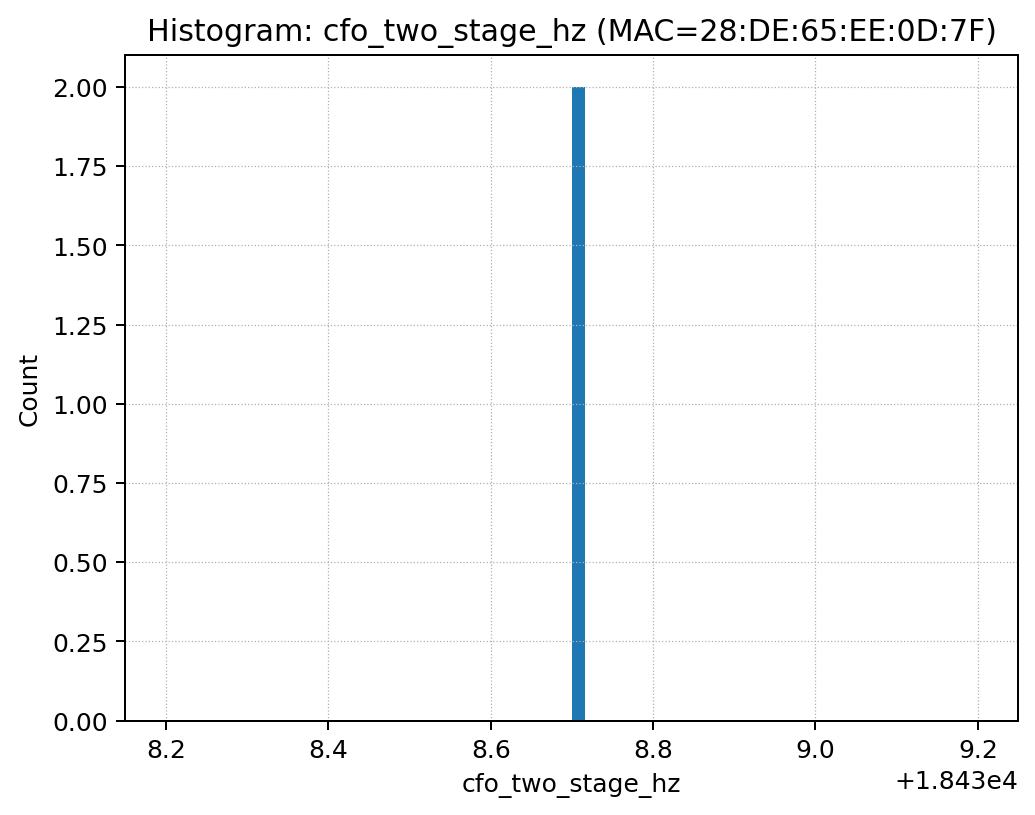 Histogram: cfo_two_stage_hz (MAC=28:DE:65:EE:0D:7F)
2.00
1.75
1.50
1.25
1.00
0.75
0.50
0.25
0.00
Count
8.2 8.4 8.6 8.8 9.0 9.2
cfo_two_stage_hz
+1.843e4